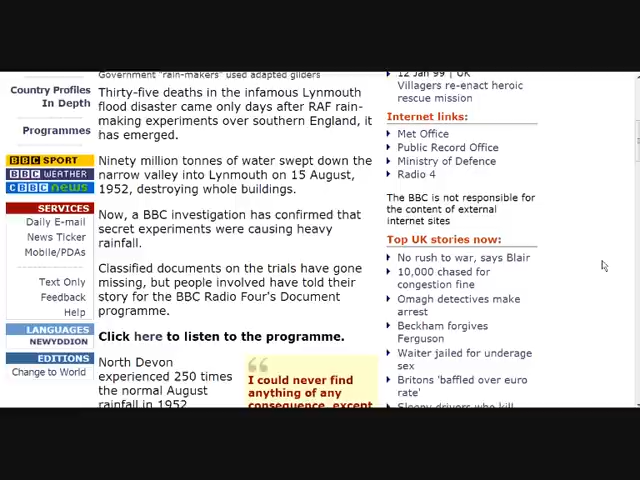 Country Profiles
In Depth
Programmes
BBC SPORT
BBC WEATHER
CBBC news
SERVICES
Daily E-mail
News Ticker
Mobile/PDAs
Text Only
Feedback
Help
LANGUAGES
NEWYDDION
EDITIONS
Change to World
Government "rain-makers" used adapted gliders
Thirty-five deaths in the infamous Lynmouth
flood disaster came only days after RAF rain-
making experiments over southern England, it
has emerged.
Ninety million tonnes of water swept down the
narrow valley into Lynmouth on 15 August,
1952, destroying whole buildings.
Now, a BBC investigation has confirmed that
secret experiments were causing heavy
rainfall.
Classified documents on the trials have gone
missing, but people involved have told their
story for the BBC Radio Four's Document
programme.
Click here to listen to the programme.
North Devon
experienced 250 times
the normal August
rainfall in 1952
I could never find
anything of any
consequence, except
12 Jan 99 | UK
Villagers re-enact heroic
rescue mission
Internet links:
Met Office
Public Record Office
Ministry of Defence
Radio 4
The BBC is not responsible for
the content of external
internet sites
Top UK stories now:
No rush to war, says Blair
10,000 chased for
congestion fine
Omagh detectives make
arrest
Beckham forgives
Ferguson
Waiter jailed for underage
sex
Britons 'baffled over euro
rate'
Sleepy drivers who kill